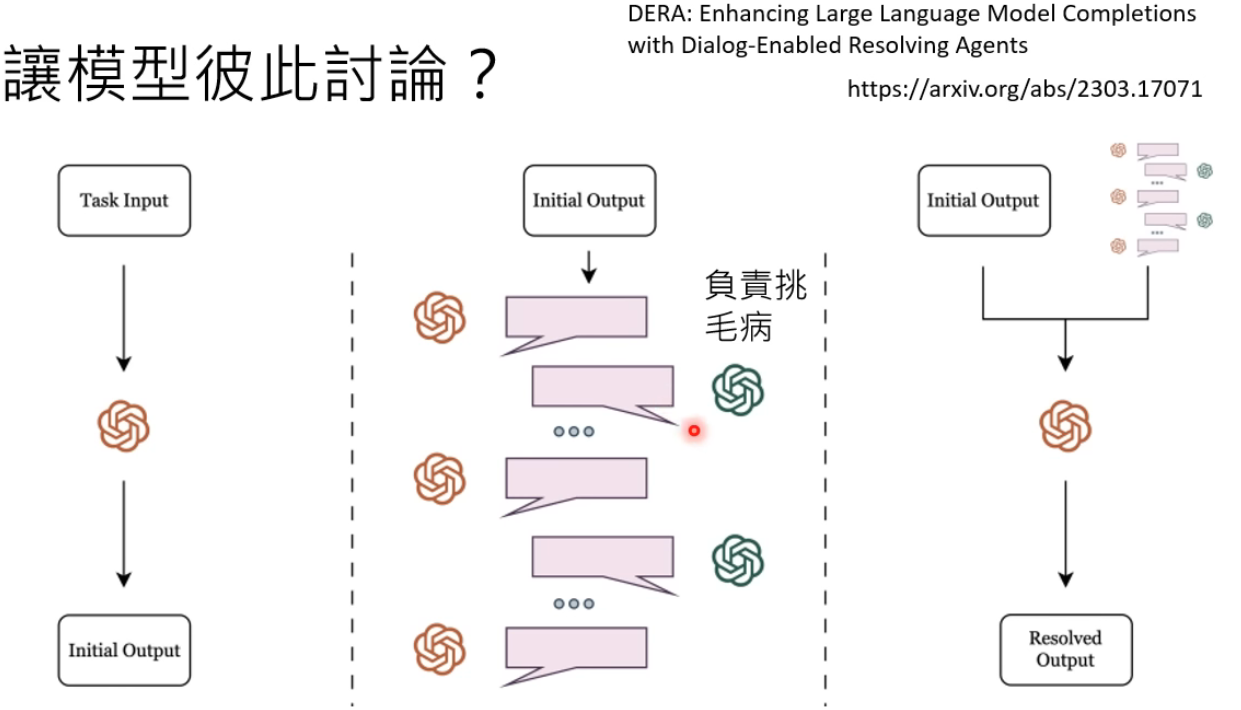 DERA: Enhancing Large Language Model Completions
with Dialog-Enabled Resolving Agents
讓模型彼此討論？
https://arxiv.org/abs/2303.17071
Task Input
Initial Output
Initial Output
負責挑
毛病
Initial Output
Resolved
Output